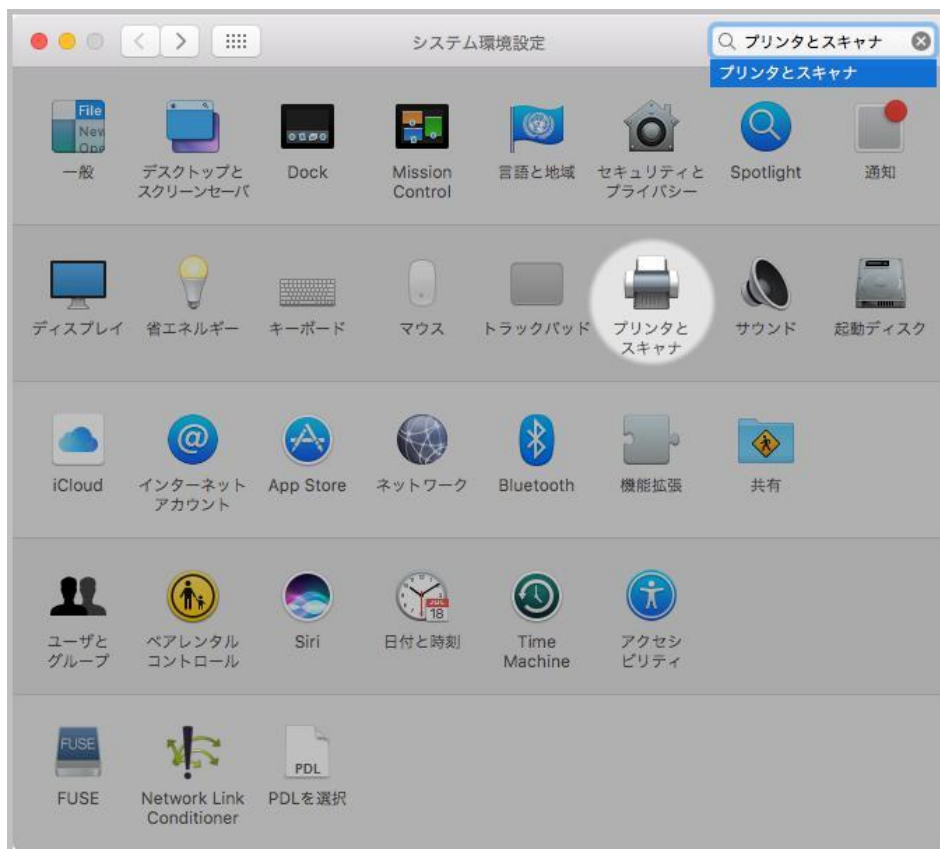 システム環境設定
プリンタとスキャナ
プリンタとスキャナ
File
New
Ope
一般
デスクトップと
スクリーンセーバ
Dock
Mission
Control
言語と地域
セキュリティと
プライバシー
Spotlight
通知
ディスプレイ
省エネルギー
キーボード
マウス
トラックパッド
プリンタと
スキャナ
サウンド
起動ディスク
iCloud
インターネット
アカウント
App Store
ネットワーク
Bluetooth
機能拡張
共有
ユーザと
グループ
ペアレンタル
コントロール
Siri
JUL
18
日付と時刻
Time
Machine
アクセシ
ビリティ
FUSE
FUSE
Network Link
Conditioner
PDL
PDLを選択